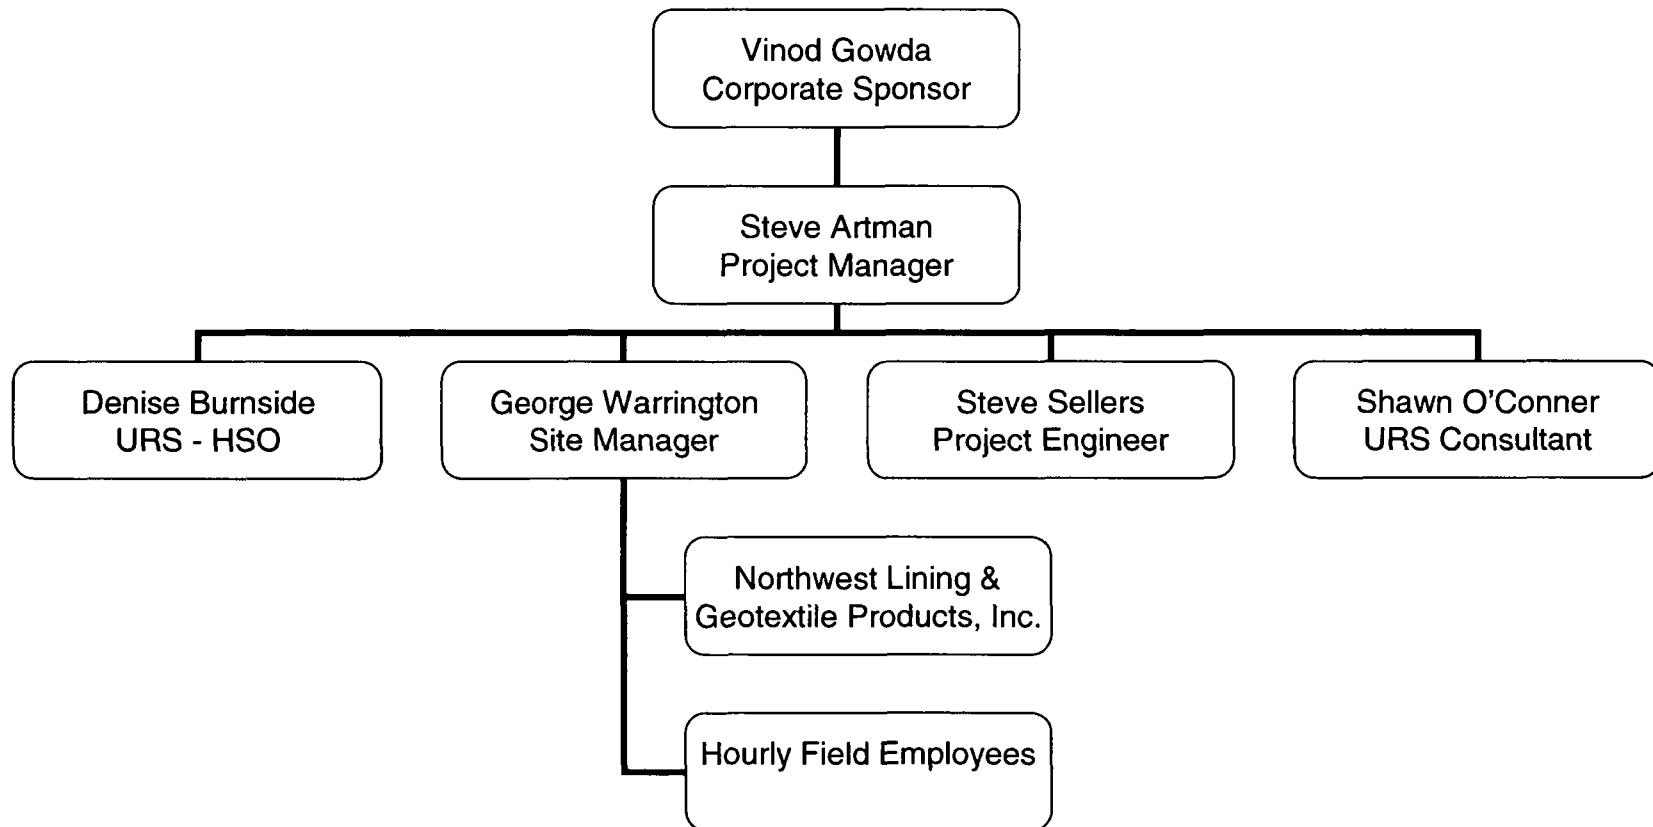 Vinod Gowda
Corporate Sponsor
Steve Artman
Project Manager
Denise Burnside
URS - HSO
George Warrington
Site Manager
Steve Sellers
Project Engineer
Shawn O'Conner
URS Consultant
Northwest Lining &
Geotextile Products, Inc.
Hourly Field Employees